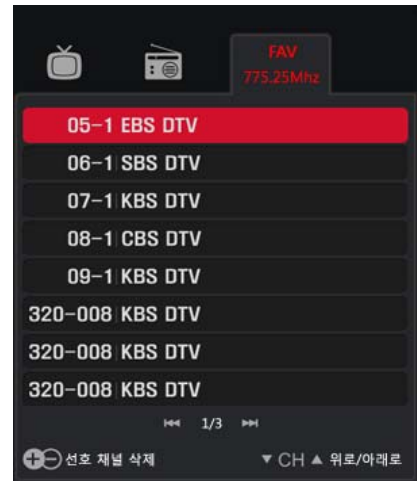 FAV
775.25Mhz
05-1 EBS DTV
06-1 SBS DTV
07-1 KBS DTV
08-1 CBS DTV
09-1 KBS DTV
320-008 KBS DTV
320-008 KBS DTV
320-008 KBS DTV
1/3
선호 채널 삭제 ▼ CH ▲ 위로/아래로